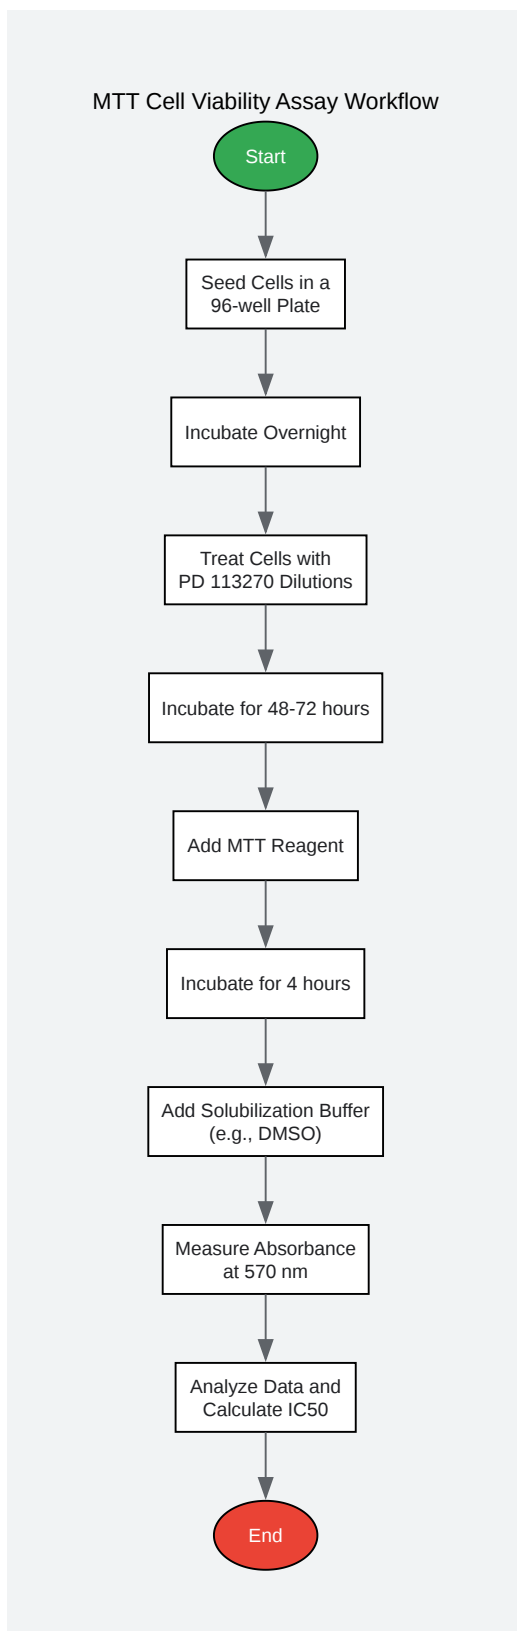 MTT Cell Viability Assay Workflow
Start
Seed Cells in a
96-well Plate
Incubate Overnight
Treat Cells with
PD 113270 Dilutions
Incubate for 48-72 hours
Add MTT Reagent
Incubate for 4 hours
Add Solubilization Buffer
(e.g., DMSO)
Measure Absorbance
at 570 nm
Analyze Data and
Calculate IC50
End